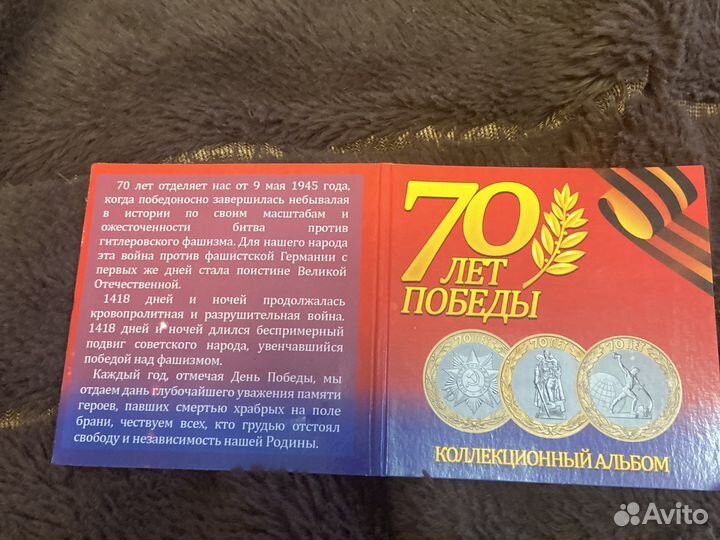 70 лет отделяет нас от 9 мая 1945 года,
когда победоносно завершилась небывалая
в истории по своим масштабам и
ожесточенности битва против
гитлеровского фашизма. Для нашего народа
эта война против фашистской Германии с
первых же дней стала поистине Великой
Отечественной.
1418 дней и ночей продолжалась
кровопролитная и разрушительная война.
1418 дней и ночей длился беспримерный
подвиг советского народа, увенчавшийся
победой над фашизмом.
Каждый год, отмечая День Победы, мы
отдаем дань глубочайшего уважения памяти
героев, павших смертью храбрых на поле
брани, чествуем всех, кто грудью отстоял
свободу и независимость нашей Родины.
70
ЛЕТ
ПОБЕДЫ
70 ЛЕТ
70 ЛЕТ
КОЛЛЕКЦИОННЫЙ АЛЬБОМ
Avito